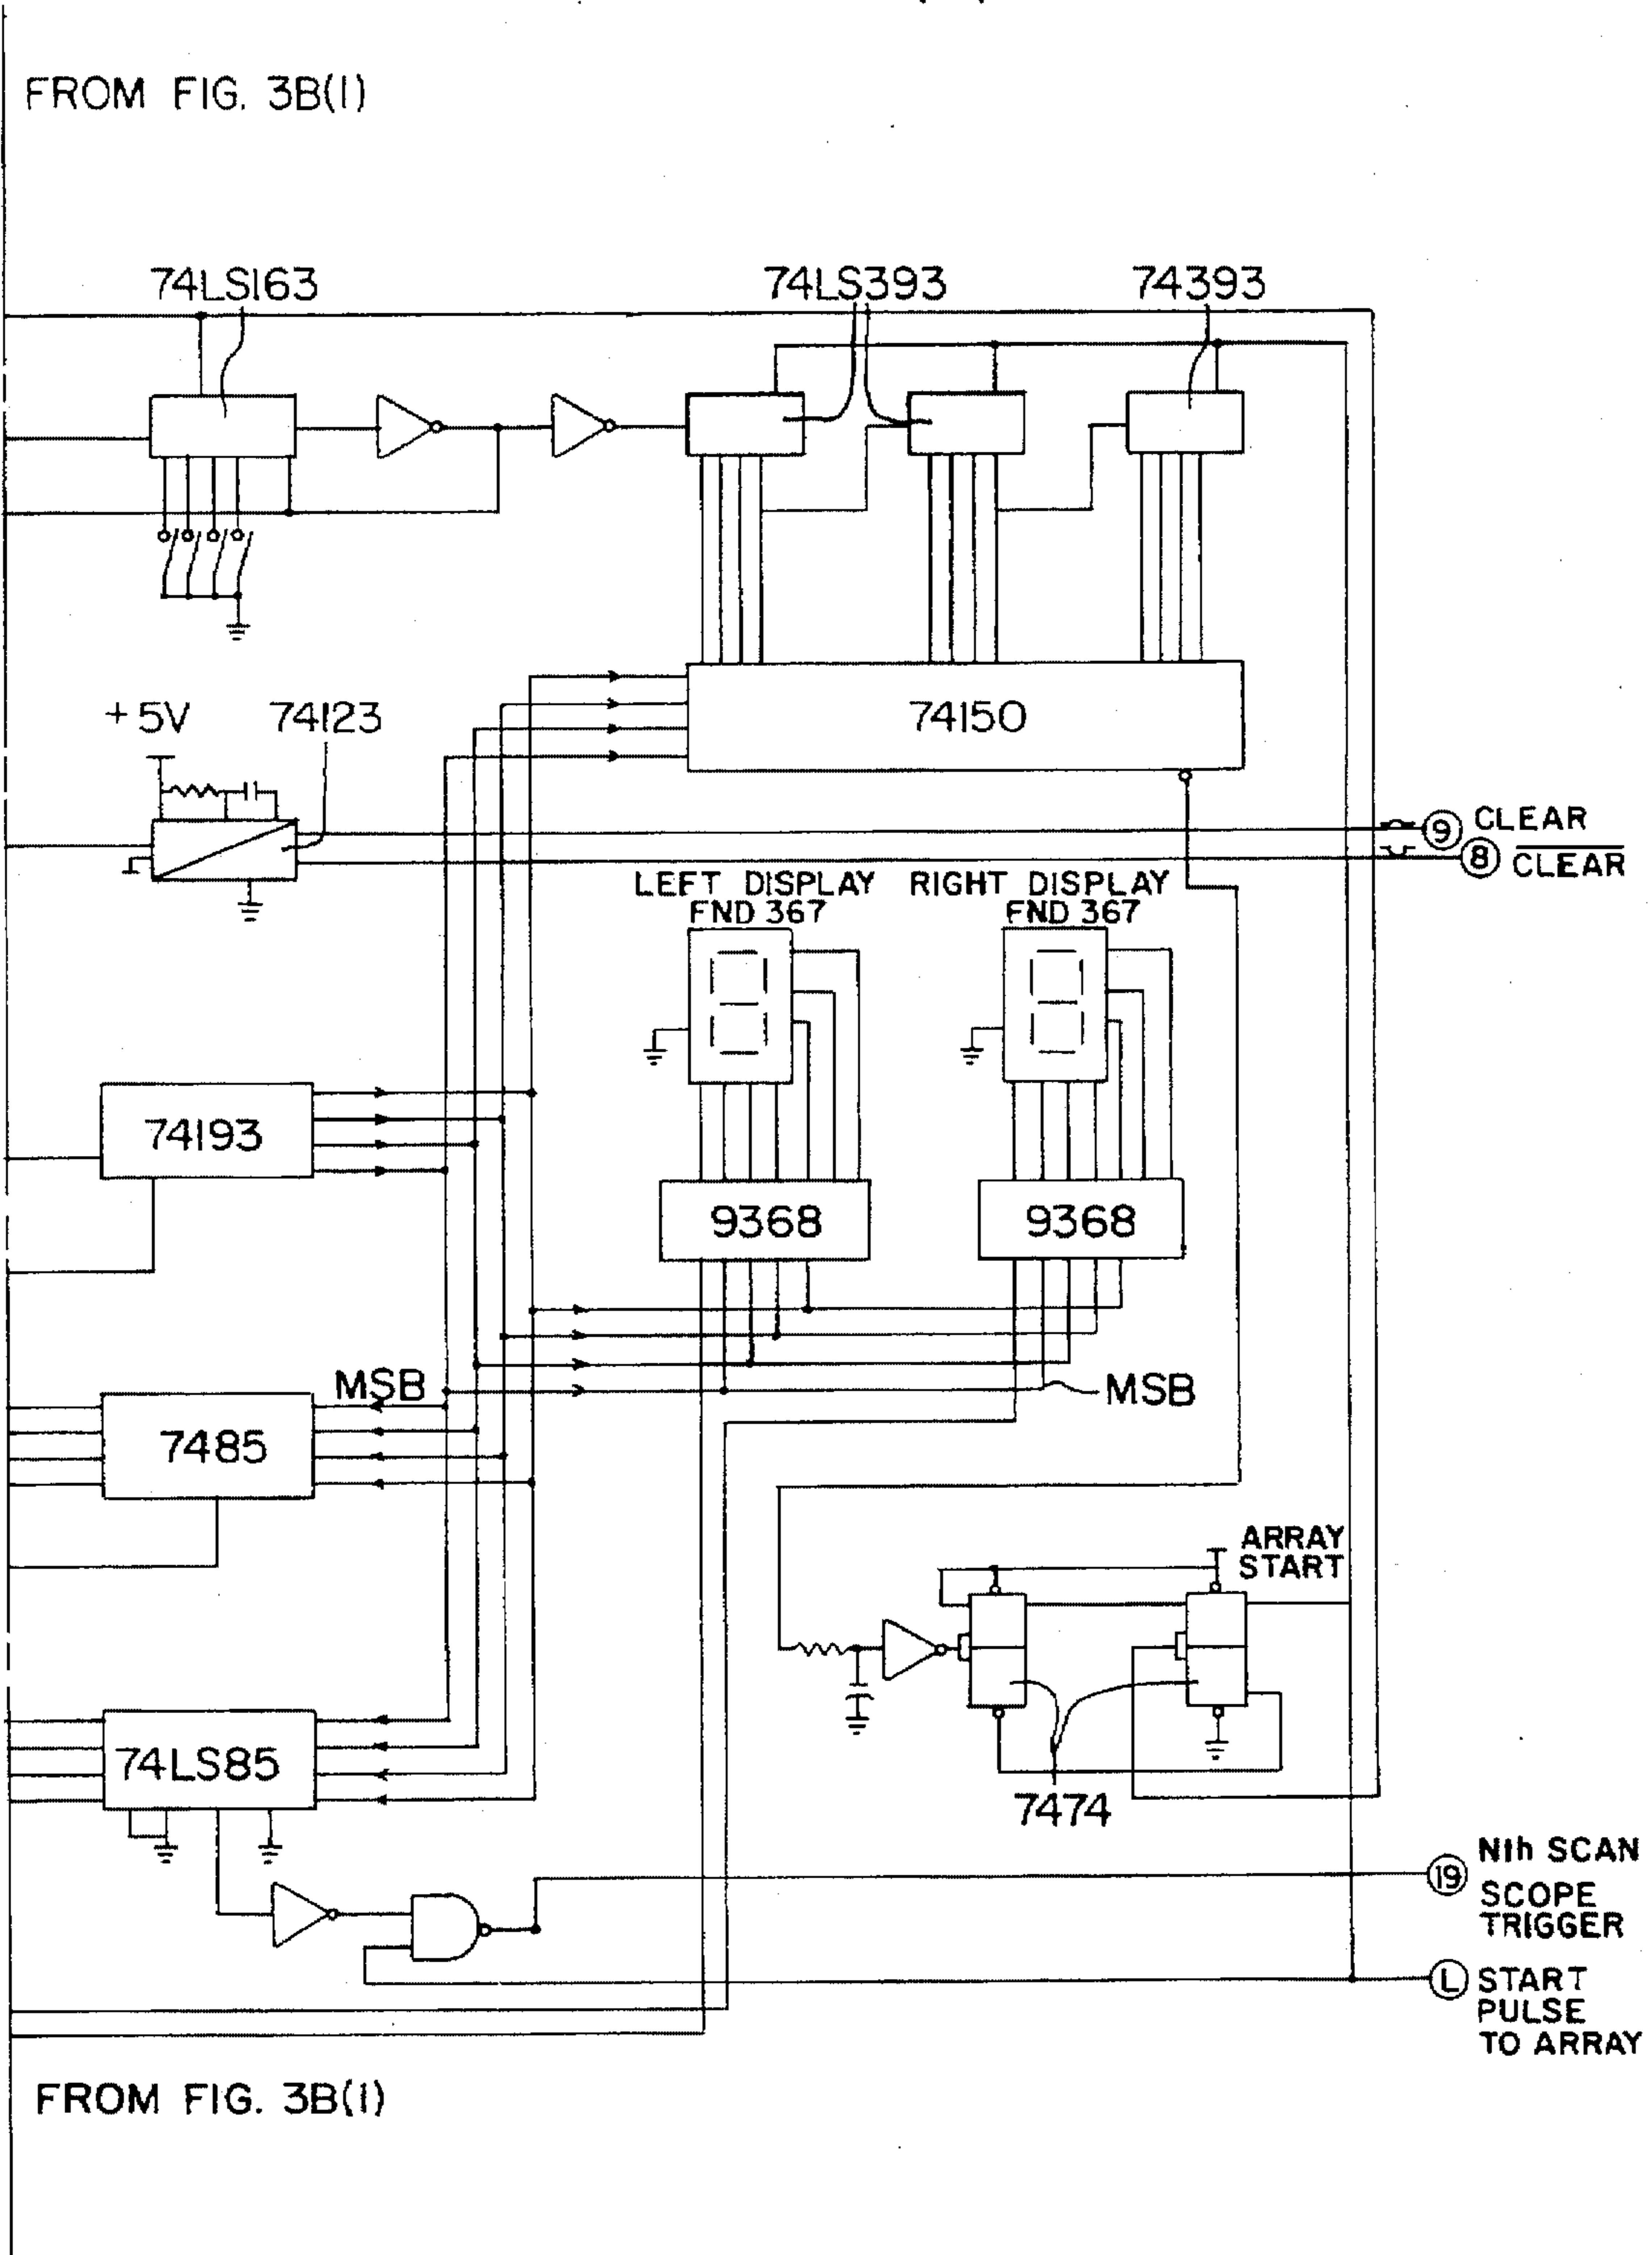 FROM FIG. 3B(1)
74LS163
74LS393
74393
+5V
74123
74150
9 CLEAR
8 CLEAR
LEFT DISPLAY
FND 367
RIGHT DISPLAY
FND 367
74193
9368
9368
MSB
MSB
7485
ARRAY
START
74LS85
7474
19 Nth SCAN
SCOPE
TRIGGER
L START
PULSE
TO ARRAY
FROM FIG. 3B(1)